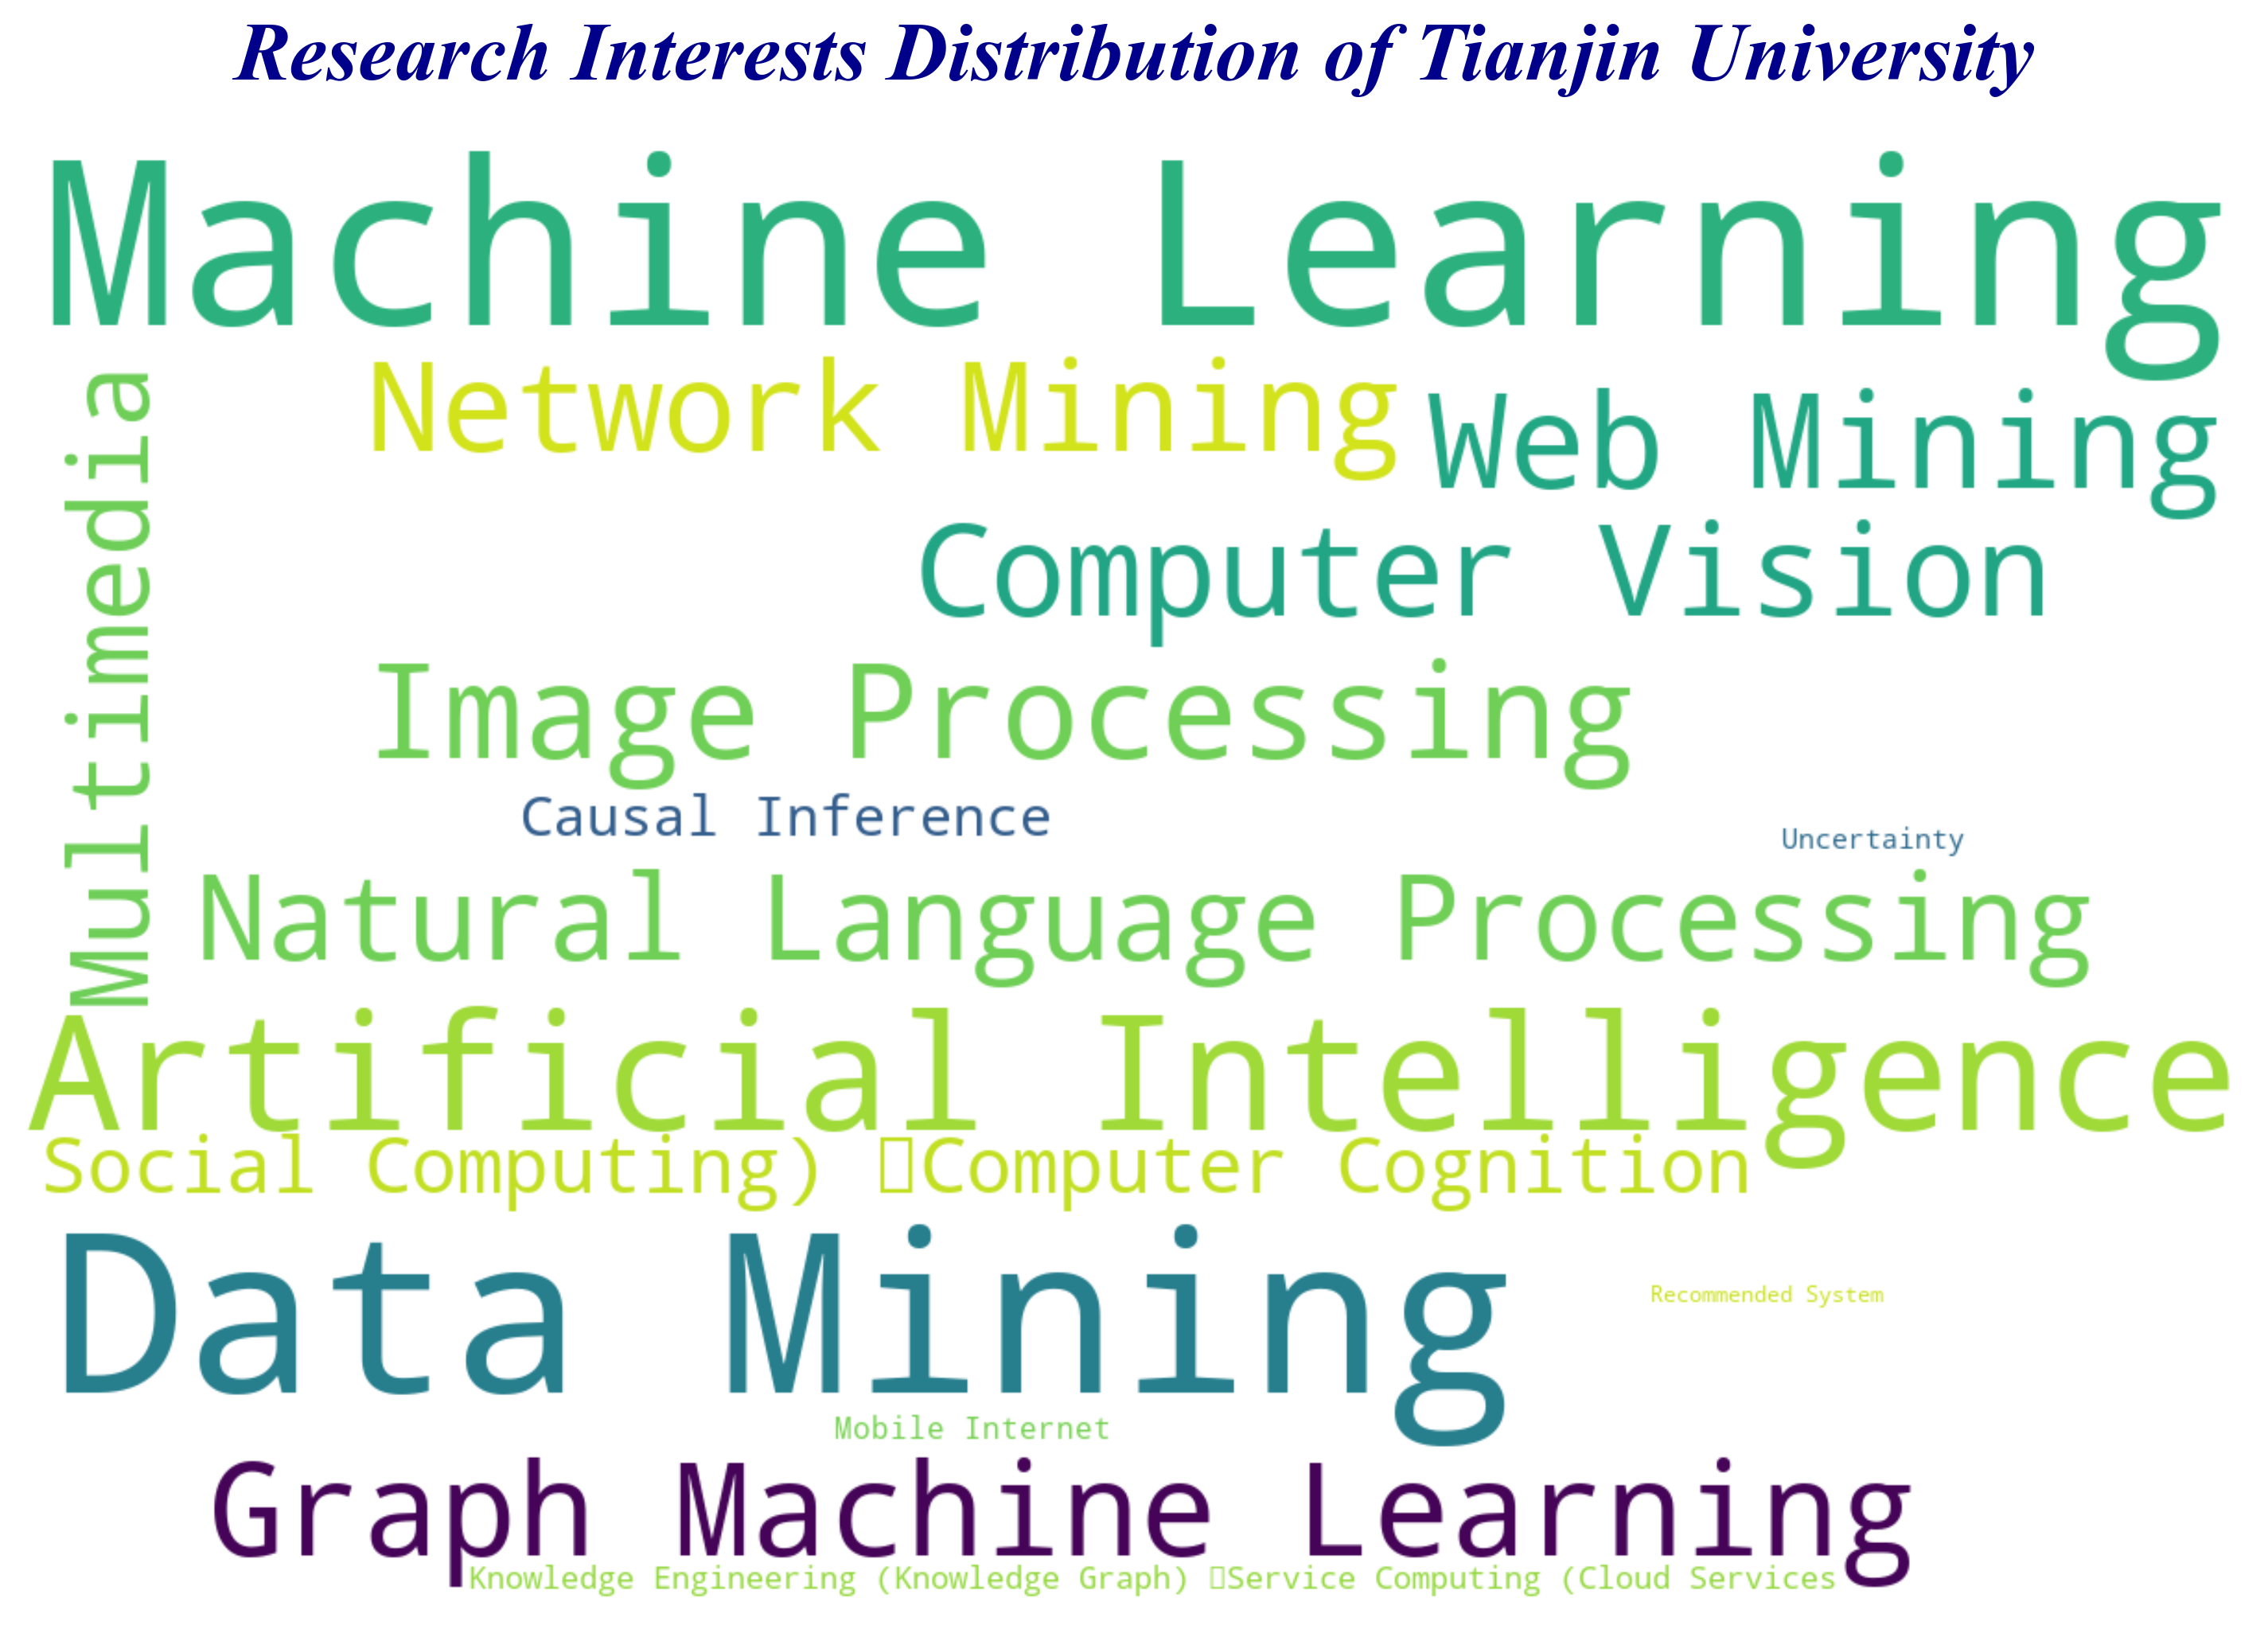 Research Interests Distribution of Tianjin University
Machine Learning
Multimedia
Network Mining
Web Mining
Computer Vision
Image Processing
Causal Inference
Uncertainty
Natural Language Processing
Artificial Intelligence
Social Computing) □Computer Cognition
Data Mining
Recommended System
Mobile Internet
Graph Machine Learning
Knowledge Engineering (Knowledge Graph) □Service Computing (Cloud Services